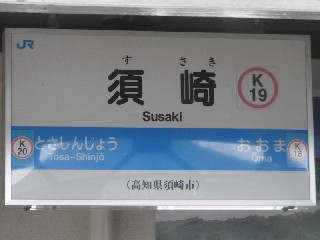 JR
すさき
須崎
Susaki
K
19
K
20
とさしんじょう
Tosa-Shinjō
おおま
Ōma
K
18
(高知県須崎市)